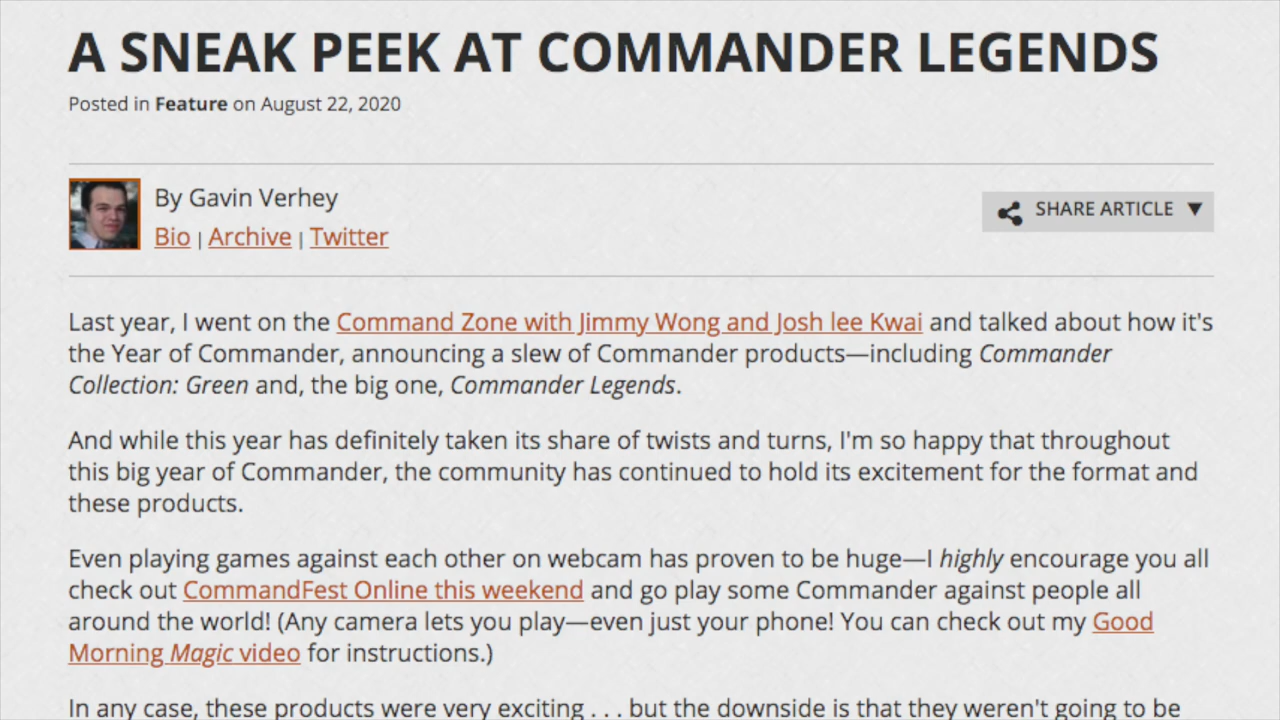 A SNEAK PEEK AT COMMANDER LEGENDS
Posted in Feature on August 22, 2020
By Gavin Verhey
Bio | Archive | Twitter
SHARE ARTICLE ▼
Last year, I went on the Command Zone with Jimmy Wong and Josh lee Kwai and talked about how it's
the Year of Commander, announcing a slew of Commander products—including Commander
Collection: Green and, the big one, Commander Legends.
And while this year has definitely taken its share of twists and turns, I'm so happy that throughout
this big year of Commander, the community has continued to hold its excitement for the format and
these products.
Even playing games against each other on webcam has proven to be huge—I highly encourage you all
check out CommandFest Online this weekend and go play some Commander against people all
around the world! (Any camera lets you play—even just your phone! You can check out my Good
Morning Magic video for instructions.)
In any case, these products were very exciting . . . but the downside is that they weren't going to be